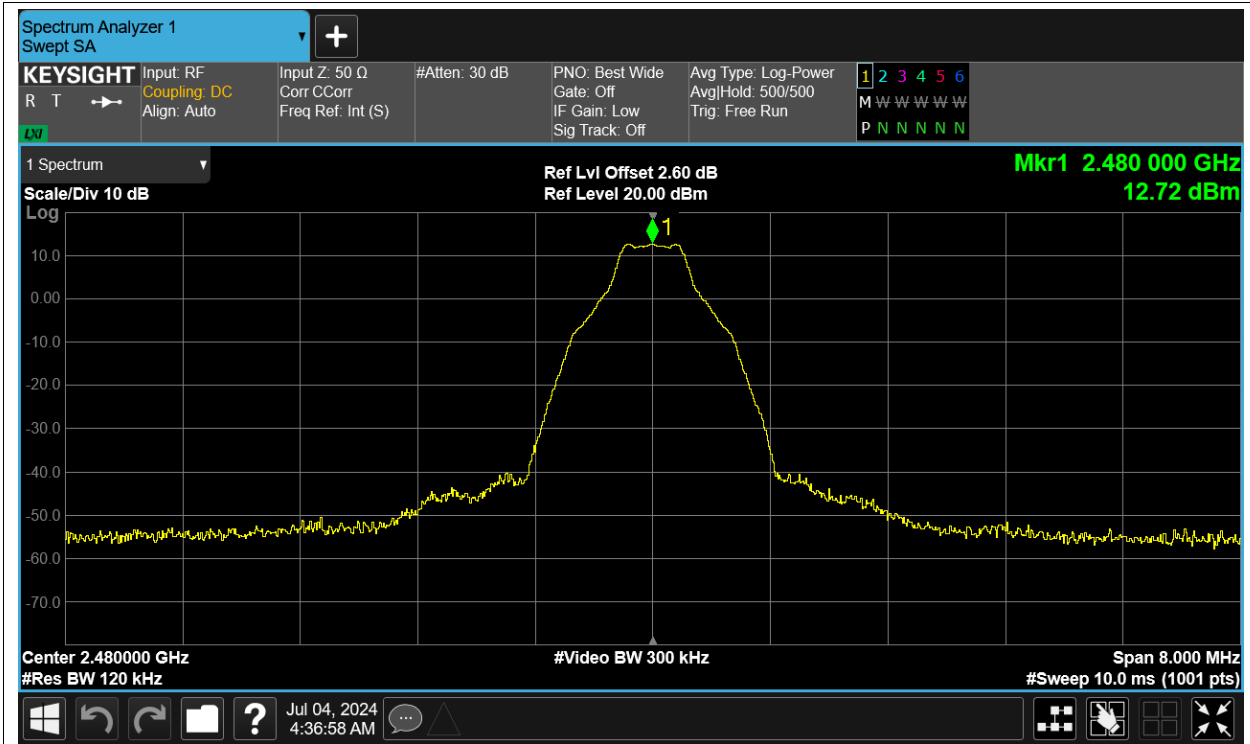 Spectrum Analyzer 1
Swept SA
KEYSIGHT
R T
LXI
Input: RF
Coupling: DC
Align: Auto
Input Z: 50 Ω
Corr CCorr
Freq Ref: Int (S)
#Atten: 30 dB
PNO: Best Wide
Gate: Off
IF Gain: Low
Sig Track: Off
Avg Type: Log-Power
Avg|Hold: 500/500
Trig: Free Run
1 2 3 4 5 6
M W W W W W
P N N N N N
1 Spectrum
Scale/Div 10 dB
Log
Ref Lvl Offset 2.60 dB
Ref Level 20.00 dBm
Mkr1 2.480 000 GHz
12.72 dBm
1
10.0
0.00
-10.0
-20.0
-30.0
-40.0
-50.0
-60.0
-70.0
Center 2.480000 GHz
#Res BW 120 kHz
#Video BW 300 kHz
Span 8.000 MHz
#Sweep 10.0 ms (1001 pts)
?
Jul 04, 2024
4:36:58 AM